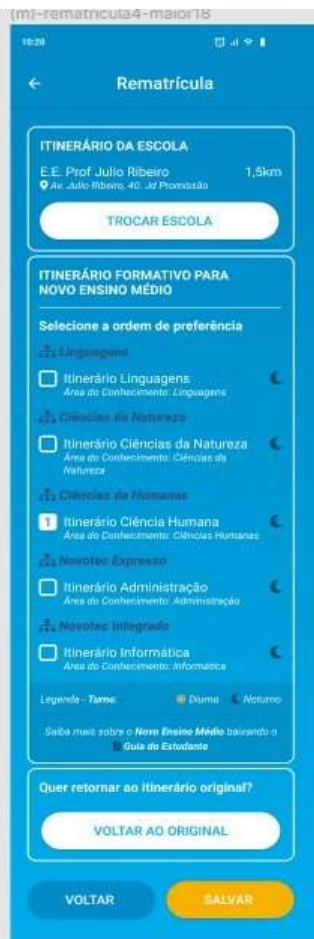 (m)-rematricula4-maior18
10:20
Rematrícula
ITINERÁRIO DA ESCOLA
E.E. Prof Julio Ribeiro 1,5km
Av. Julio Ribeiro, 40. Jd Promissão
TROCAR ESCOLA
ITINERÁRIO FORMATIVO PARA
NOVO ENSINO MÉDIO
Selecione a ordem de preferência
Linguagens
Itinerário Linguagens
Área do Conhecimento: Linguagens
Ciências da Natureza
Itinerário Ciências da Natureza
Área do Conhecimento: Ciências da
Natureza
Ciências da Humanas
1 Itinerário Ciência Humana
Área do Conhecimento: Ciências Humanas
Novotec Expresso
Itinerário Administração
Área do Conhecimento: Administração
Novotec Integrado
Itinerário Informática
Área do Conhecimento: Informática
Legenda - Turno: Diurno Noturno
Saiba mais sobre o Novo Ensino Médio baixando o
Guia do Estudante
Quer retornar ao itinerário original?
VOLTAR AO ORIGINAL
VOLTAR SALVAR